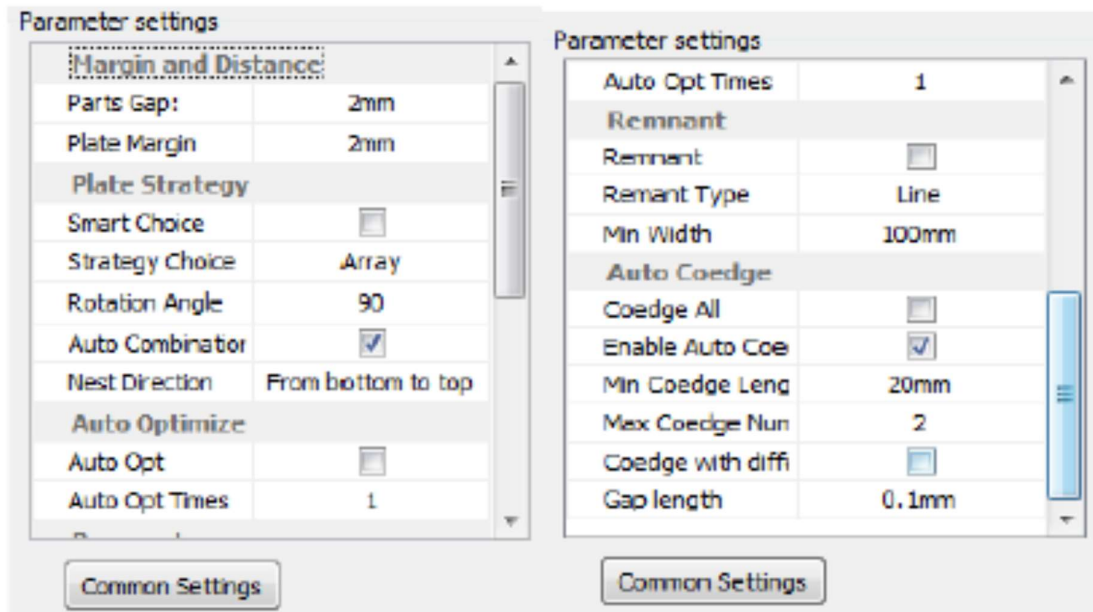 Parameter settings
Margin and Distance
Parts Gap: 2mm
Plate Margin 2mm
Plate Strategy
Smart Choice
Strategy Choice Array
Rotation Angle 90
Auto Combination
Nest Direction From bottom to top
Auto Optimize
Auto Opt
Auto Opt Times 1
Common Settings
Parameter settings
Auto Opt Times 1
Remnant
Remnant
Remant Type Line
Min Width 100mm
Auto Coedge
Coedge All
Enable Auto Coe
Min Coedge Leng 20mm
Max Coedge Nun 2
Coedge with diffi
Gap length 0.1mm
Common Settings